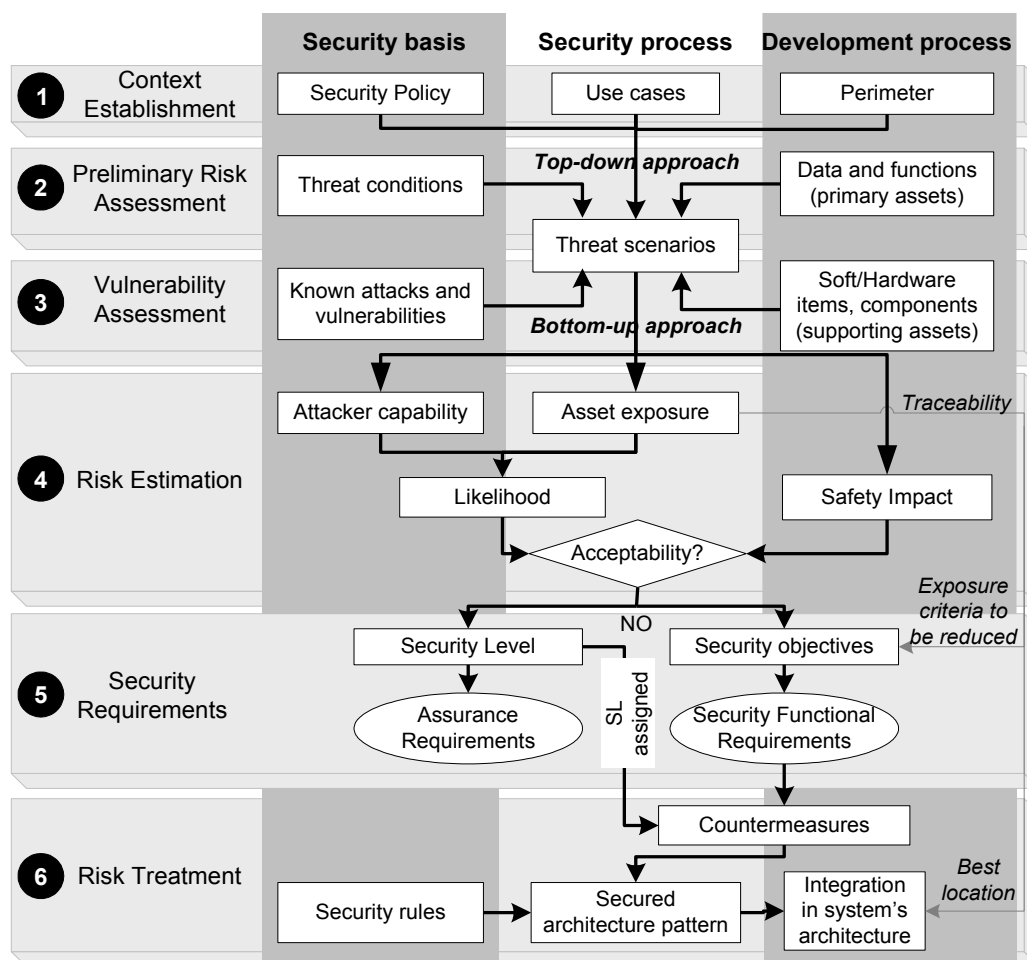 Security basis
Security process
Development process
1
Context
Establishment
Security Policy
Use cases
Perimeter
2
Preliminary Risk
Assessment
Top-down approach
Threat conditions
Data and functions
(primary assets)
Threat scenarios
3
Vulnerability
Assessment
Known attacks and
vulnerabilities
Bottom-up approach
Soft/Hardware
items, components
(supporting assets)
4
Risk Estimation
Attacker capability
Asset exposure
Traceability
Likelihood
Safety Impact
Acceptability?
NO
Exposure
criteria to
be reduced
5
Security
Requirements
Security Level
Security objectives
SL
assigned
Assurance
Requirements
Security Functional
Requirements
6
Risk Treatment
Countermeasures
Security rules
Secured
architecture pattern
Integration
in system's
architecture
Best
location